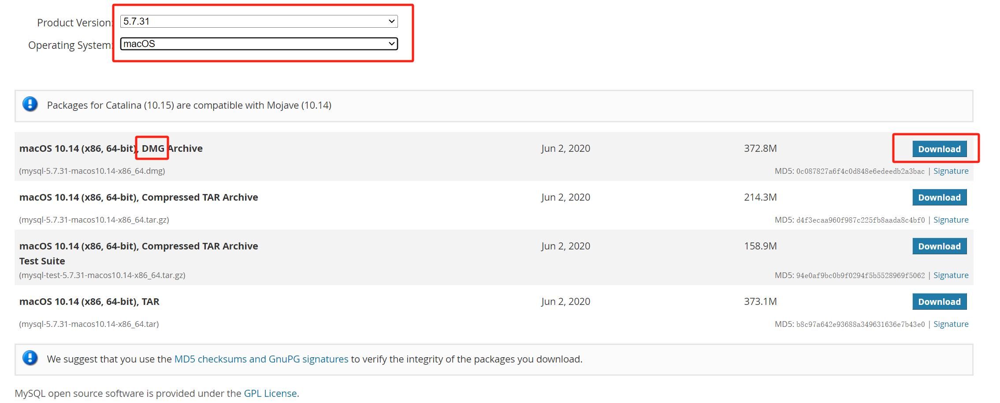 Product Version: 5.7.31
Operating System: macOS
Packages for Catalina (10.15) are compatible with Mojave (10.14)
macOS 10.14 (x86, 64-bit), DMG Archive Jun 2, 2020 372.8M Download
(mysql-5.7.31-macos10.14-x86_64.dmg) MD5: 0c087827a6f4c0d848e6edeedb2a3bac | Signature
macOS 10.14 (x86, 64-bit), Compressed TAR Archive Jun 2, 2020 214.3M Download
(mysql-5.7.31-macos10.14-x86_64.tar.gz) MD5: d4f3ecaa960f987c225fb8aada8c4bf0 | Signature
macOS 10.14 (x86, 64-bit), Compressed TAR Archive Jun 2, 2020 158.9M Download
Test Suite
(mysql-test-5.7.31-macos10.14-x86_64.tar.gz) MD5: 94e0af9bc0b9f0294f5b5528969f5062 | Signature
macOS 10.14 (x86, 64-bit), TAR Jun 2, 2020 373.1M Download
(mysql-5.7.31-macos10.14-x86_64.tar) MD5: b8c97a642e93688a349631636e7b43e0 | Signature
We suggest that you use the MD5 checksums and GnuPG signatures to verify the integrity of the packages you download.
MySQL open source software is provided under the GPL License.